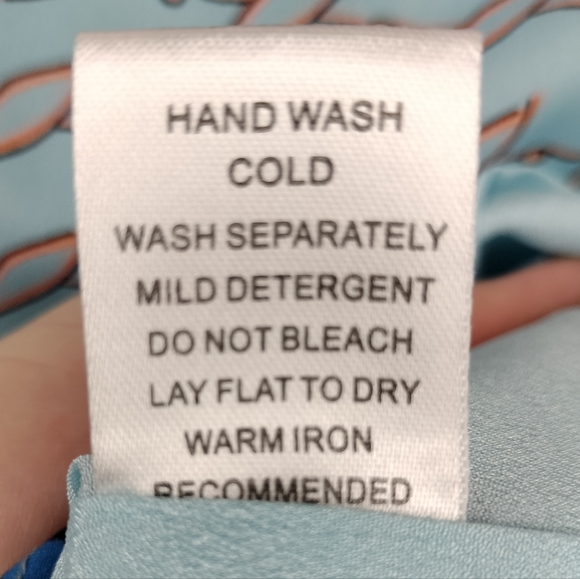 HAND WASH
COLD
WASH SEPARATELY
MILD DETERGENT
DO NOT BLEACH
LAY FLAT TO DRY
WARM IRON
RECOMMENDED